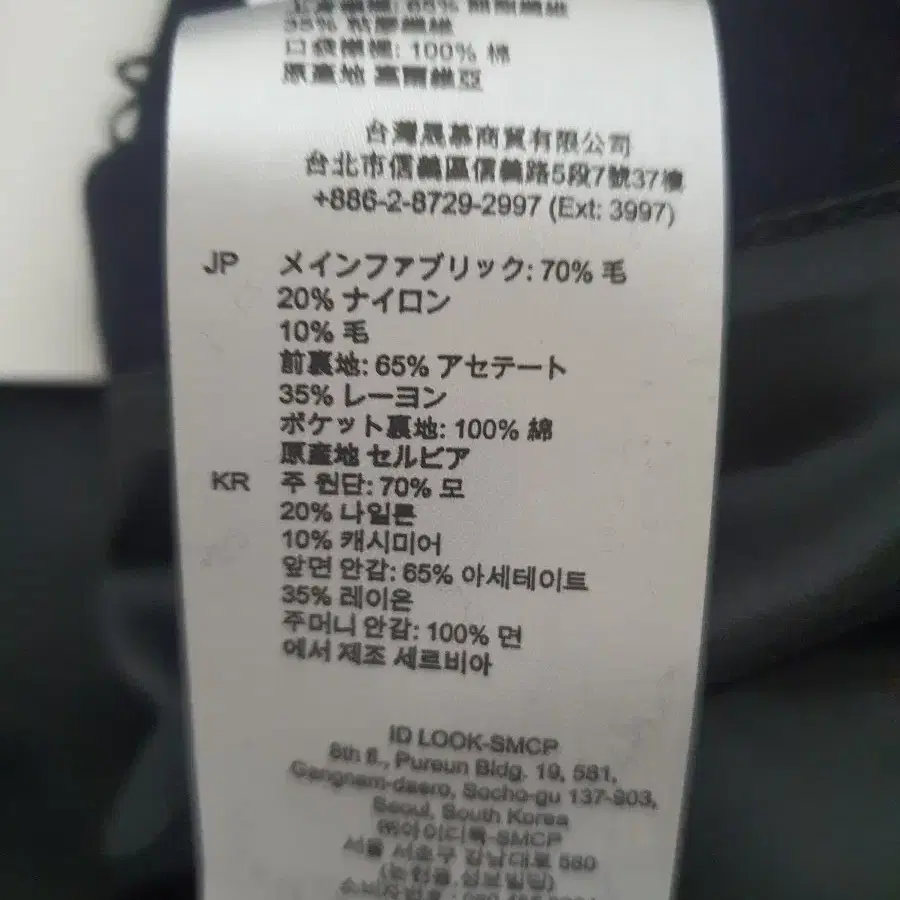 35%
口袋裡襯: 100% 棉
原產地 塞爾維亞
台灣晟慕商貿有限公司
台北市信義區信義路5段7號37樓
+886-2-8729-2997 (Ext: 3997)
JP メインファブリック: 70% 毛
20% ナイロン
10% 毛
前裏地: 65% アセテート
35% レーヨン
ポケット裏地: 100% 綿
原産地 セルビア
KR 주 원단: 70% 모
20% 나일론
10% 캐시미어
앞면 안감: 65% 아세테이트
35% 레이온
주머니 안감: 100% 면
에서 제조 세르비아
ID LOOK-SMCP
8th fl., Pureun Bldg. 19, 581,
Gangnam-daero, Socho-gu 137-903,
Seoul, South Korea
㈜아이디룩-SMCP
서울 서초구 강남대로 580